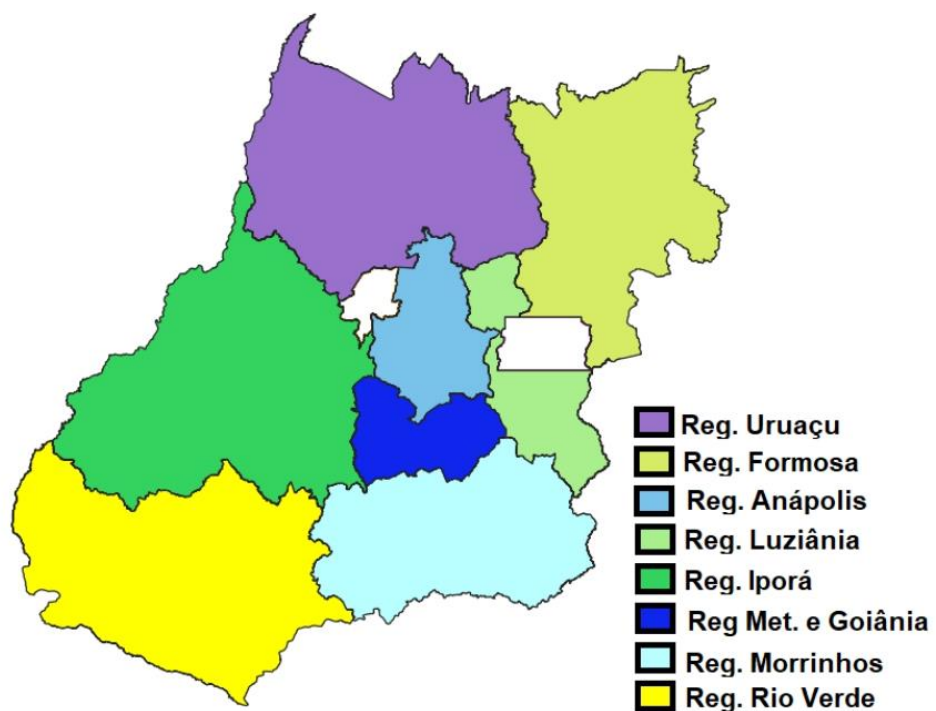 Reg. Uruaçu
Reg. Formosa
Reg. Anápolis
Reg. Luziânia
Reg. Iporá
Reg Met. e Goiânia
Reg. Morrinhos
Reg. Rio Verde